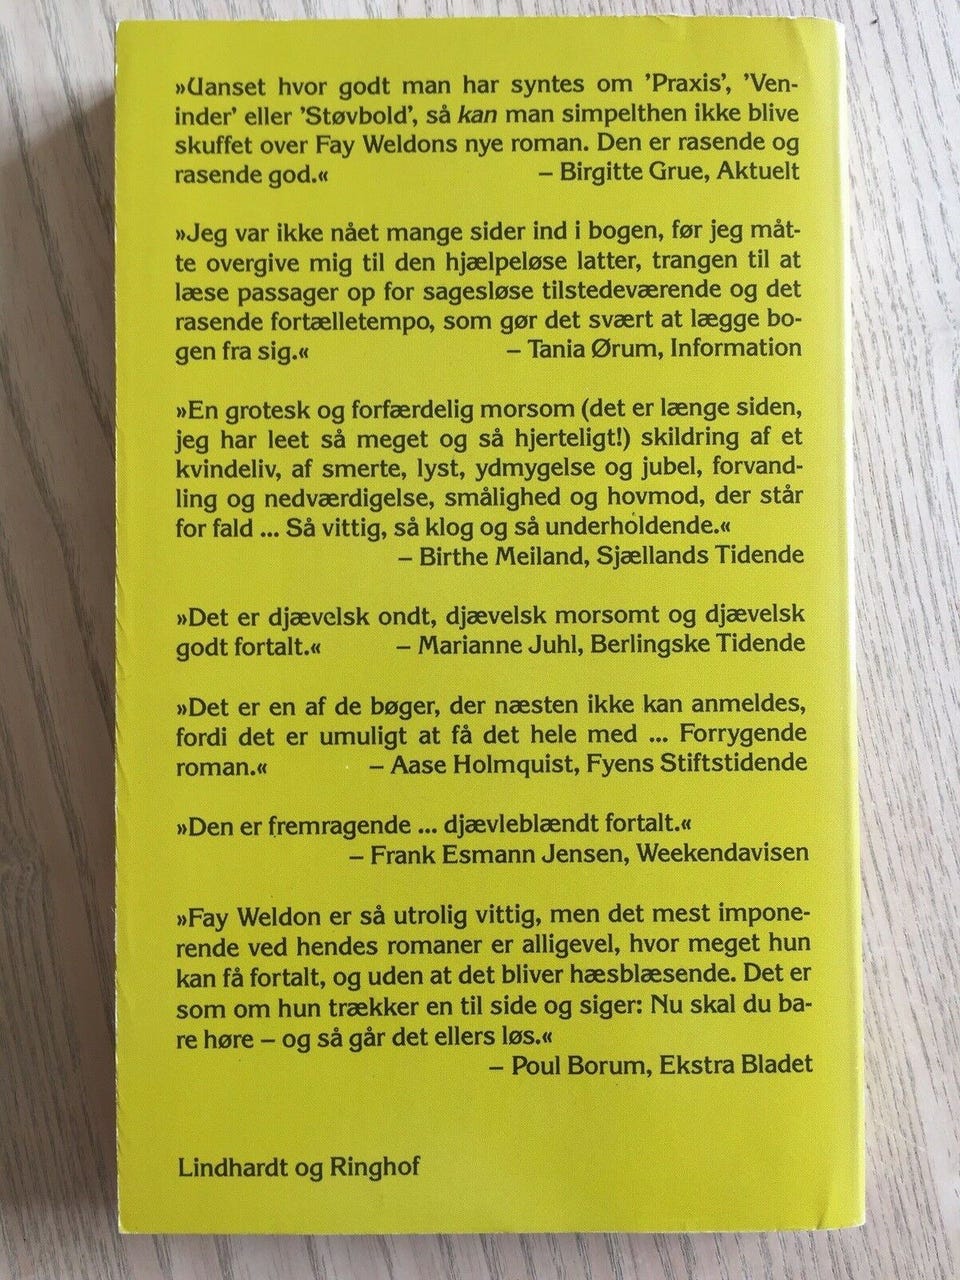 »Uanset hvor godt man har syntes om 'Praxis', 'Ven-
inder' eller 'Støvbold', så kan man simpelthen ikke blive
skuffet over Fay Weldons nye roman. Den er rasende og
rasende god.« – Birgitte Grue, Aktuelt
»Jeg var ikke nået mange sider ind i bogen, før jeg måt-
te overgive mig til den hjælpeløse latter, trangen til at
læse passager op for sagesløse tilstedeværende og det
rasende fortælletempo, som gør det svært at lægge bo-
gen fra sig.« – Tania Ørum, Information
»En grotesk og forfærdelig morsom (det er længe siden,
jeg har leet så meget og så hjerteligt!) skildring af et
kvindeliv, af smerte, lyst, ydmygelse og jubel, forvand-
ling og nedværdigelse, smålighed og hovmod, der står
for fald ... Så vittig, så klog og så underholdende.«
– Birthe Meiland, Sjællands Tidende
»Det er djævelsk ondt, djævelsk morsomt og djævelsk
godt fortalt.« – Marianne Juhl, Berlingske Tidende
»Det er en af de bøger, der næsten ikke kan anmeldes,
fordi det er umuligt at få det hele med ... Forrygende
roman.« – Aase Holmquist, Fyens Stiftstidende
»Den er fremragende ... djævleblændt fortalt.«
– Frank Esmann Jensen, Weekendavisen
»Fay Weldon er så utrolig vittig, men det mest impone-
rende ved hendes romaner er alligevel, hvor meget hun
kan få fortalt, og uden at det bliver hæsblæsende. Det er
som om hun trækker en til side og siger: Nu skal du ba-
re høre – og så går det ellers løs.«
– Poul Borum, Ekstra Bladet
Lindhardt og Ringhof